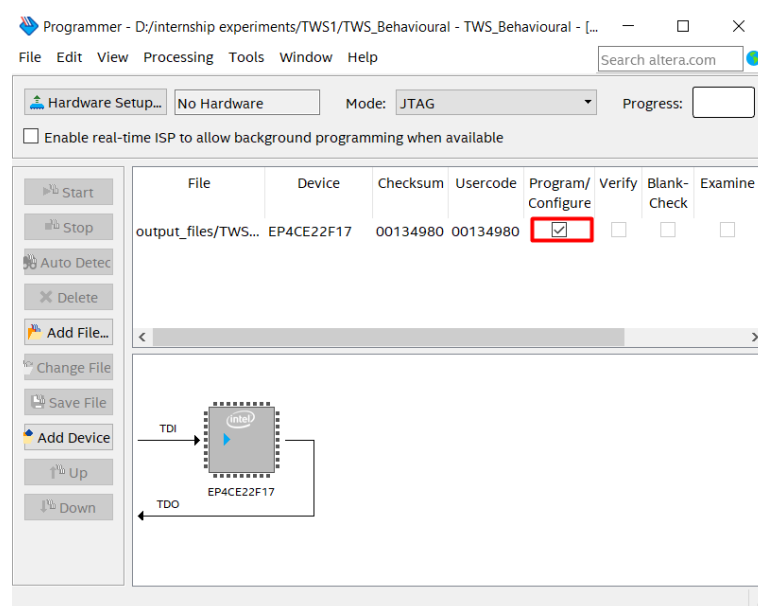 Programmer - D:/internship experiments/TWS1/TWS_Behavioural - TWS_Behavioural - [...
File Edit View Processing Tools Window Help
Search altera.com
Hardware Setup... No Hardware Mode: JTAG Progress:
Enable real-time ISP to allow background programming when available
File Device Checksum Usercode Program/ Verify Blank- Examine
Configure Check
output_files/TWS... EP4CE22F17 00134980 00134980
Start
Stop
Auto Detec
Delete
Add File...
Change File
Save File
Add Device
Up
Down
TDI
intel
EP4CE22F17
TDO